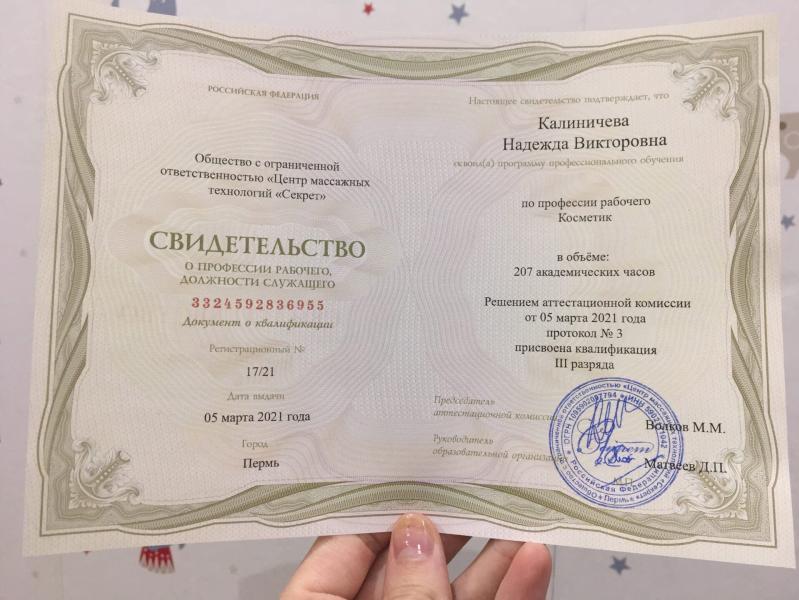 РОССИЙСКАЯ ФЕДЕРАЦИЯ
Общество с ограниченной
ответственностью «Центр массажных
технологий «Секрет»
СВИДЕТЕЛЬСТВО
О ПРОФЕССИИ РАБОЧЕГО,
ДОЛЖНОСТИ СЛУЖАЩЕГО
3324592836955
Документ о квалификации
Регистрационный №
17/21
Дата выдачи
05 марта 2021 года
Город
Пермь
Настоящее свидетельство подтверждает, что
Калиничева
Надежда Викторовна
освоил(а) программу профессионального обучения
по профессии рабочего
Косметик
в объёме:
207 академических часов
Решением аттестационной комиссии
от 05 марта 2021 года
протокол № 3
присвоена квалификация
III разряда
Председатель
аттестационной комиссии
Волков М.М.
Руководитель
образовательной организации
Матвеев Д.П.
М.П.
Российская Федерация